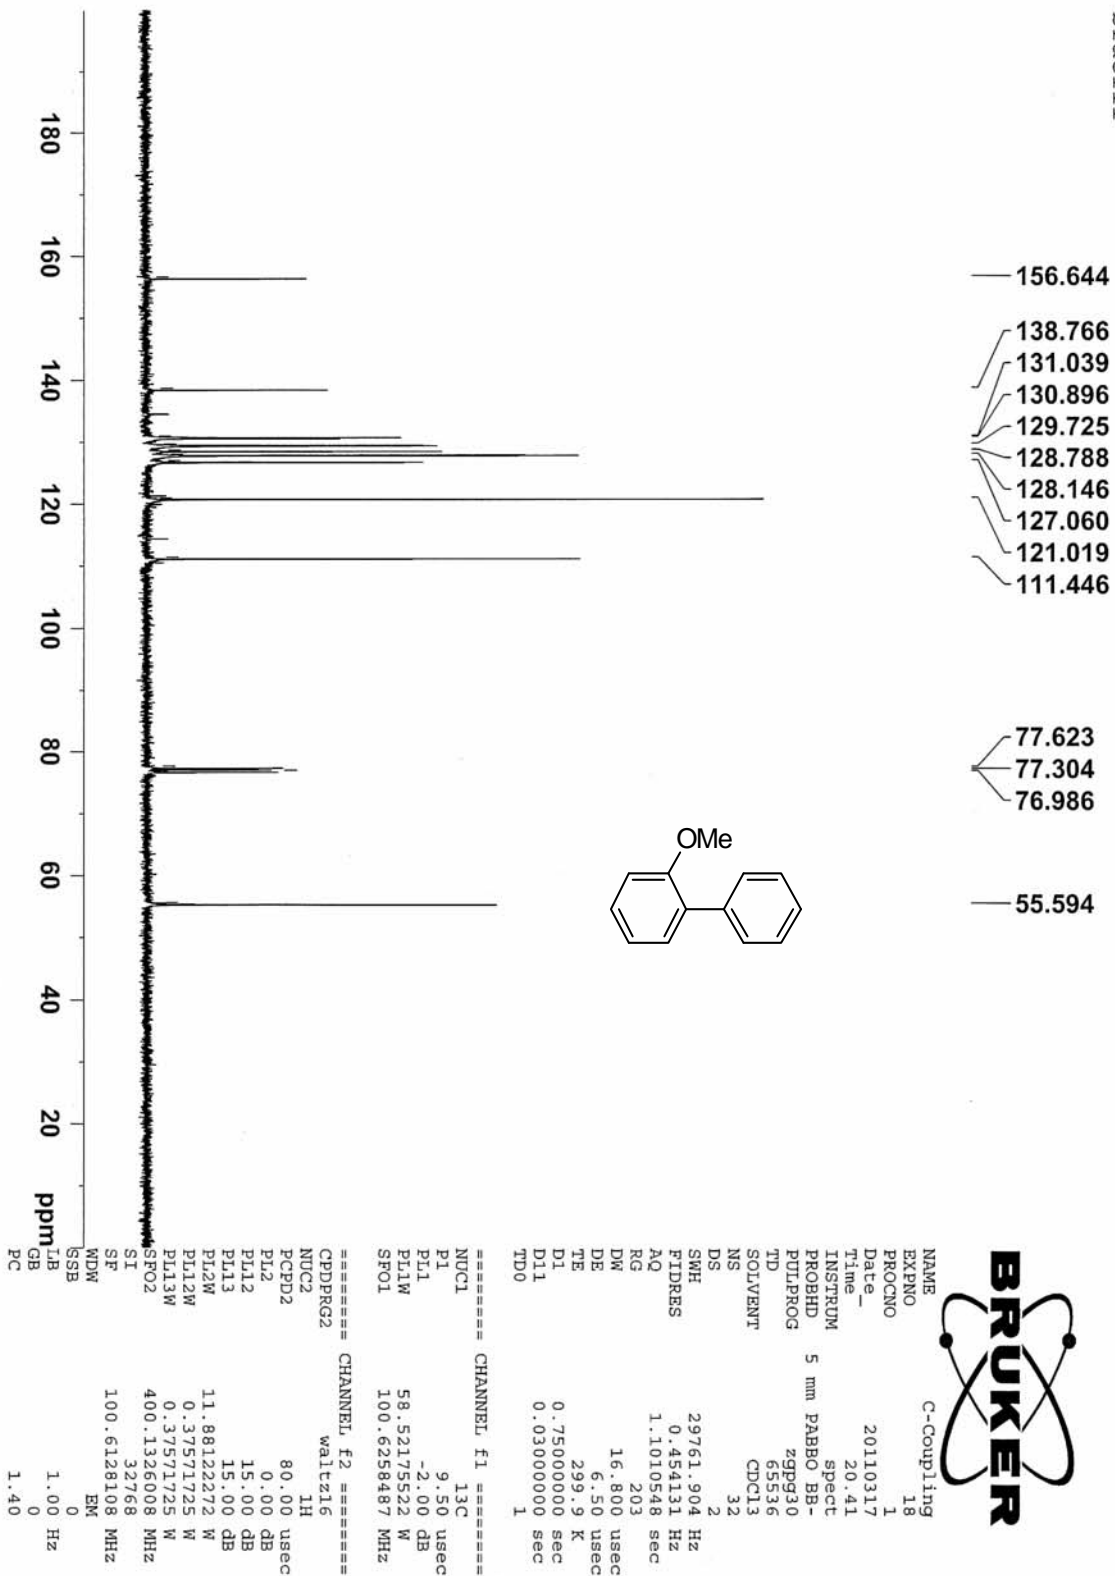 156.644
138.766
131.039
130.896
129.725
128.788
128.146
127.060
121.019
111.446
77.623
77.304
76.986
55.594
OMe
180 160 140 120 100 80 60 40 20 ppm
BRUKER
NAME C-Coupling
EXPNO 18
PROCNO 1
Date_ 20110317
Time 20.41
INSTRUM spect
PROBHD 5 mm PABBO BB-
PULPROG zgpg30
TD 65536
SOLVENT CDCl3
NS 32
DS 2
SWH 29761.904 Hz
FIDRES 0.454131 Hz
AQ 1.1010548 sec
RG 203
DW 16.800 usec
DE 6.50 usec
TE 299.9 K
D1 0.75000000 sec
D11 0.03000000 sec
TD0 1
======== CHANNEL f1 ========
NUC1 13C
P1 9.50 usec
PL1 -2.00 dB
PL1W 58.52175522 W
SFO1 100.6258487 MHz
======== CHANNEL f2 ========
CPDPRG2 waltz16
NUC2 1H
PCPD2 80.00 usec
PL2 0.00 dB
PL12 15.00 dB
PL13 15.00 dB
PL2W 11.88122272 W
PL12W 0.37571725 W
PL13W 0.37571725 W
SFO2 400.1326008 MHz
SI 32768
SF 100.6128108 MHz
WDW EM
SSB 0
LB 1.00 Hz
GB 0
PC 1.40